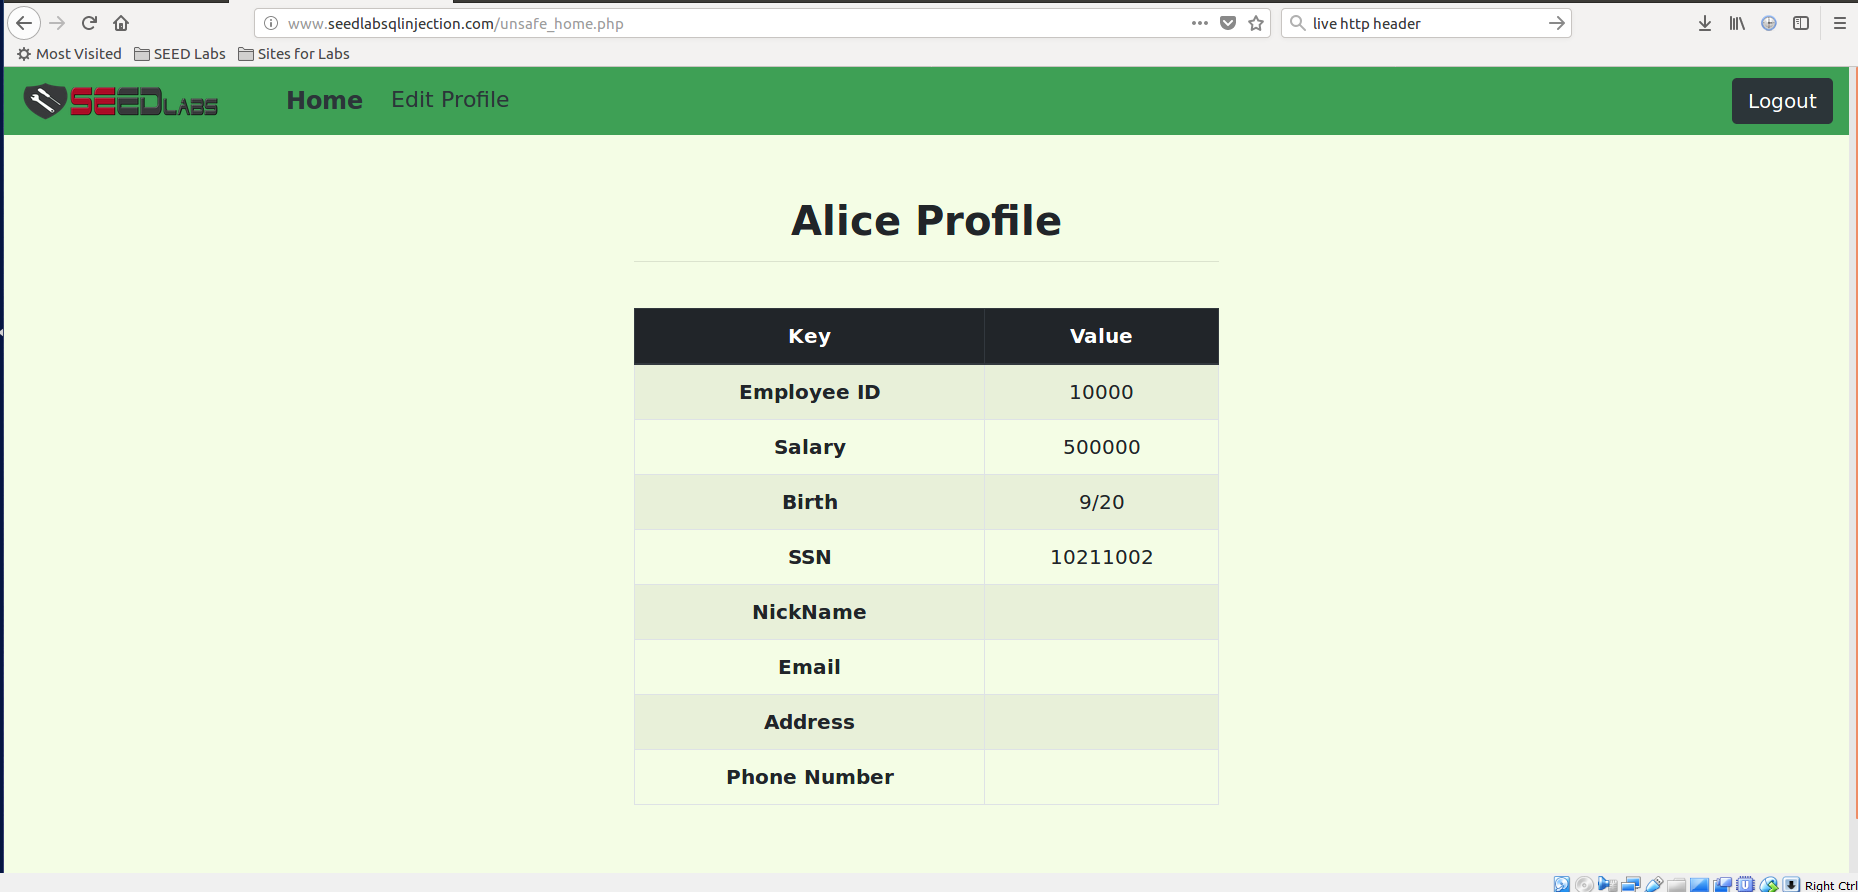 www.seedlabsqlinjection.com/unsafe_home.php
live http header
Most Visited SEED Labs Sites for Labs
SEEDLABS Home Edit Profile Logout
Alice Profile
Key Value
Employee ID 10000
Salary 500000
Birth 9/20
SSN 10211002
NickName
Email
Address
Phone Number
Right Ctrl